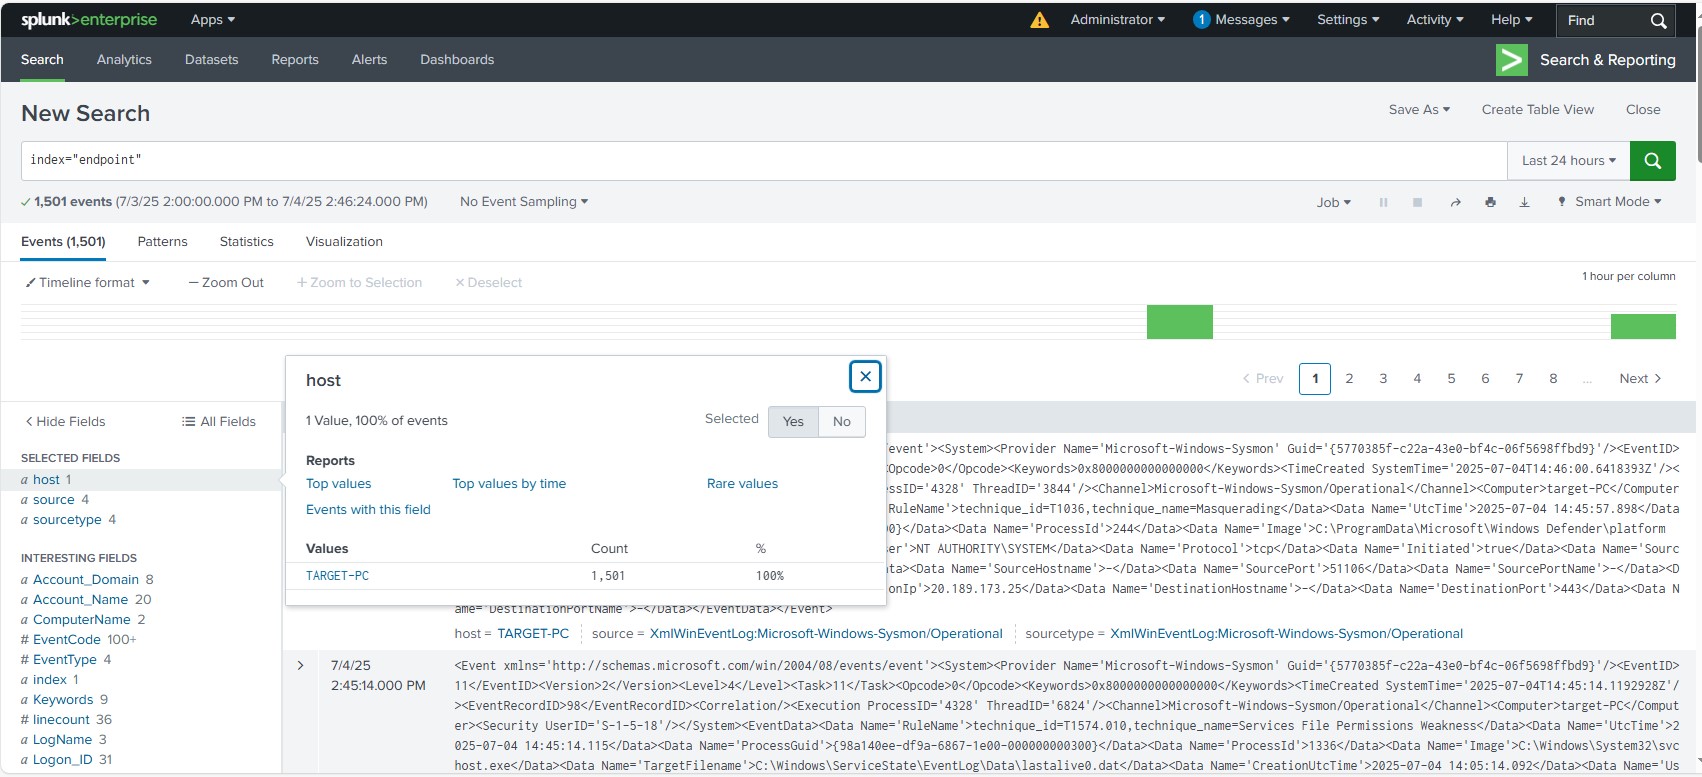 splunk>enterprise Apps Administrator 1 Messages Settings Activity Help Find
Search Analytics Datasets Reports Alerts Dashboards Search & Reporting
New Search Save As Create Table View Close
index="endpoint" Last 24 hours
1,501 events (7/3/25 2:00:00.000 PM to 7/4/25 2:46:24.000 PM) No Event Sampling Job Smart Mode
Events (1,501) Patterns Statistics Visualization
Timeline format — Zoom Out + Zoom to Selection × Deselect 1 hour per column
< Prev 1 2 3 4 5 6 7 8 ... Next >
< Hide Fields All Fields
SELECTED FIELDS
a host 1
a source 4
a sourcetype 4
INTERESTING FIELDS
a Account_Domain 8
a Account_Name 20
a ComputerName 2
# EventCode 100+
# EventType 4
a index 1
a Keywords 9
# linecount 36
a LogName 3
a Logon_ID 31
host
1 Value, 100% of events Selected Yes No
Reports
Top values Top values by time Rare values
Events with this field
Values Count %
TARGET-PC 1,501 100%
event'><System><Provider Name='Microsoft-Windows-Sysmon' Guid='{5770385f-c22a-43e0-bf4c-06f5698ffbd9}'/><EventID>
Opcode>0</Opcode><Keywords>0x8000000000000000</Keywords><TimeCreated SystemTime='2025-07-04T14:46:00.6418393Z'/><
ssID='4328' ThreadID='3844'/><Channel>Microsoft-Windows-Sysmon/Operational</Channel><Computer>target-PC</Computer
RuleName'>technique_id=T1036,technique_name=Masquerading</Data><Data Name='UtcTime'>2025-07-04 14:45:57.898</Data
0}</Data><Data Name='ProcessId'>244</Data><Data Name='Image'>C:\ProgramData\Microsoft\Windows Defender\platform
er'>NT AUTHORITY\SYSTEM</Data><Data Name='Protocol'>tcp</Data><Data Name='Initiated'>true</Data><Data Name='Sourc
ta><Data Name='SourceHostname'>-</Data><Data Name='SourcePort'>51106</Data><Data Name='SourcePortName'>-</Data><D
onIp'>20.189.173.25</Data><Data Name='DestinationHostname'>-</Data><Data Name='DestinationPort'>443</Data><Data N
ame='DestinationPortName'>-</Data></EventData></Event>
host = TARGET-PC source = XmlWinEventLog:Microsoft-Windows-Sysmon/Operational sourcetype = XmlWinEventLog:Microsoft-Windows-Sysmon/Operational
> 7/4/25
2:45:14.000 PM
<Event xmlns='http://schemas.microsoft.com/win/2004/08/events/event'><System><Provider Name='Microsoft-Windows-Sysmon' Guid='{5770385f-c22a-43e0-bf4c-06f5698ffbd9}'/><EventID>
11</EventID><Version>2</Version><Level>4</Level><Task>11</Task><Opcode>0</Opcode><Keywords>0x8000000000000000</Keywords><TimeCreated SystemTime='2025-07-04T14:45:14.1192928Z'/
><EventRecordID>98</EventRecordID><Correlation/><Execution ProcessID='4328' ThreadID='6824'/><Channel>Microsoft-Windows-Sysmon/Operational</Channel><Computer>target-PC</Comput
er><Security UserID='S-1-5-18'/></System><EventData><Data Name='RuleName'>technique_id=T1574.010,technique_name=Services File Permissions Weakness</Data><Data Name='UtcTime'>2
025-07-04 14:45:14.115</Data><Data Name='ProcessGuid'>{98a140ee-df9a-6867-1e00-000000000300}</Data><Data Name='ProcessId'>1336</Data><Data Name='Image'>C:\Windows\System32\svc
host.exe</Data><Data Name='TargetFilename'>C:\Windows\ServiceState\EventLog\Data\lastalive0.dat</Data><Data Name='CreationUtcTime'>2025-07-04 14:05:14.092</Data><Data Name='Us